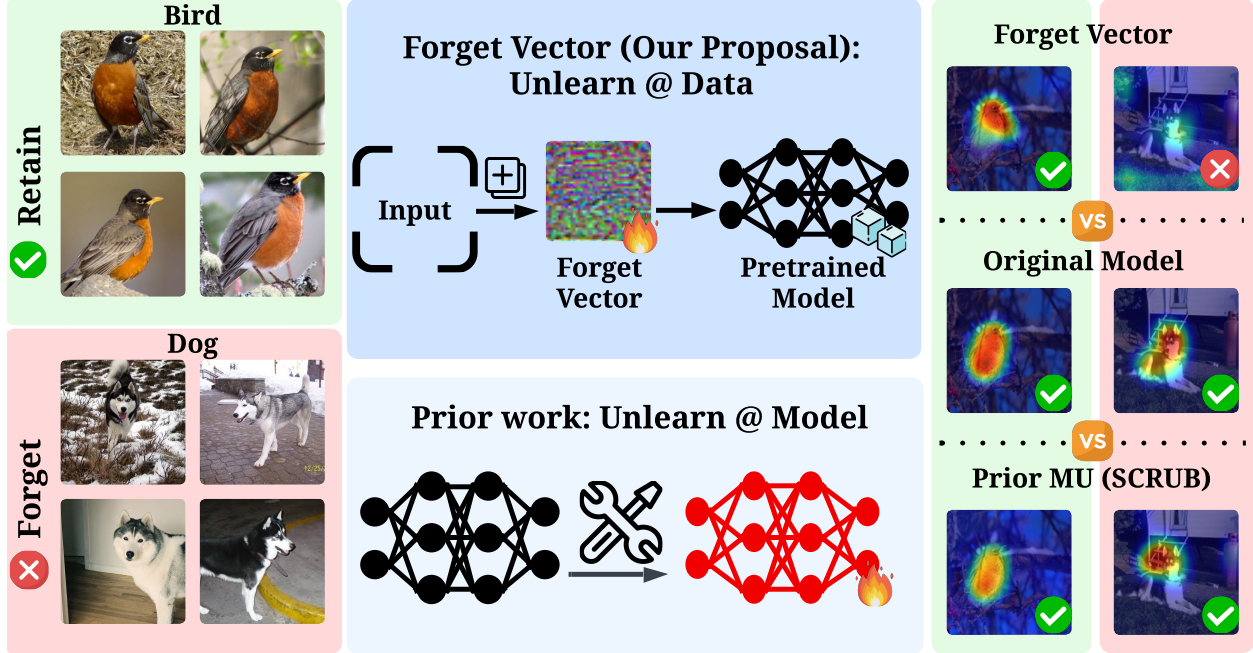 Bird
Retain
Dog
Forget
Forget Vector (Our Proposal):
Unlearn @ Data
Input
Forget
Vector
Pretrained
Model
Prior work: Unlearn @ Model
Forget Vector
VS
Original Model
VS
Prior MU (SCRUB)